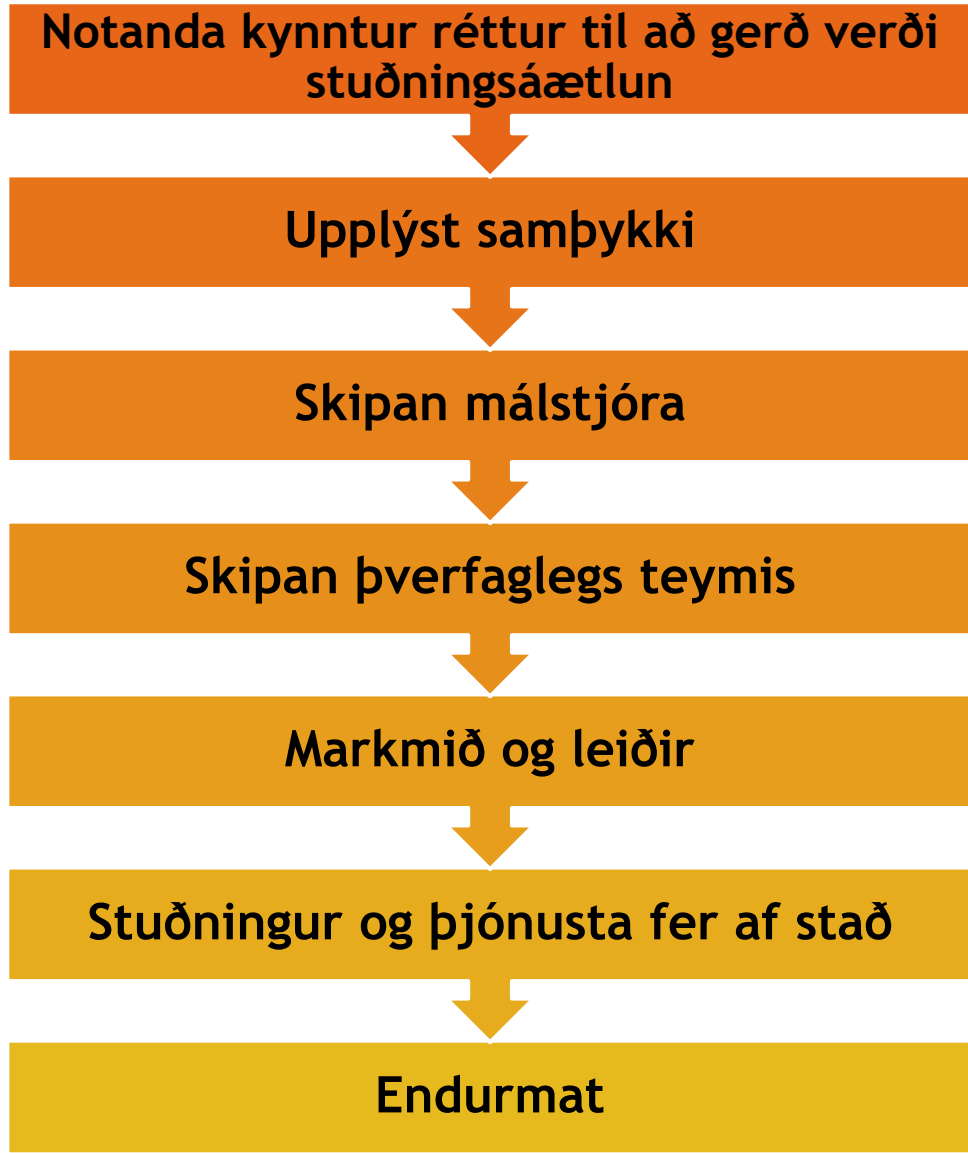 Notanda kynntur réttur til að gerð verði
stuðningsáætlun
Upplýst samþykki
Skipan málstjóra
Skipan þverfaglegs teymis
Markmið og leiðir
Stuðningur og þjónusta fer af stað
Endurmat